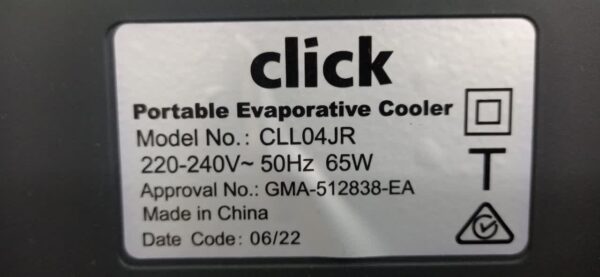 click
Portable Evaporative Cooler
Model No.: CLL04JR
220-240V~ 50Hz 65W
Approval No.: GMA-512838-EA
Made in China
Date Code: 06/22
T